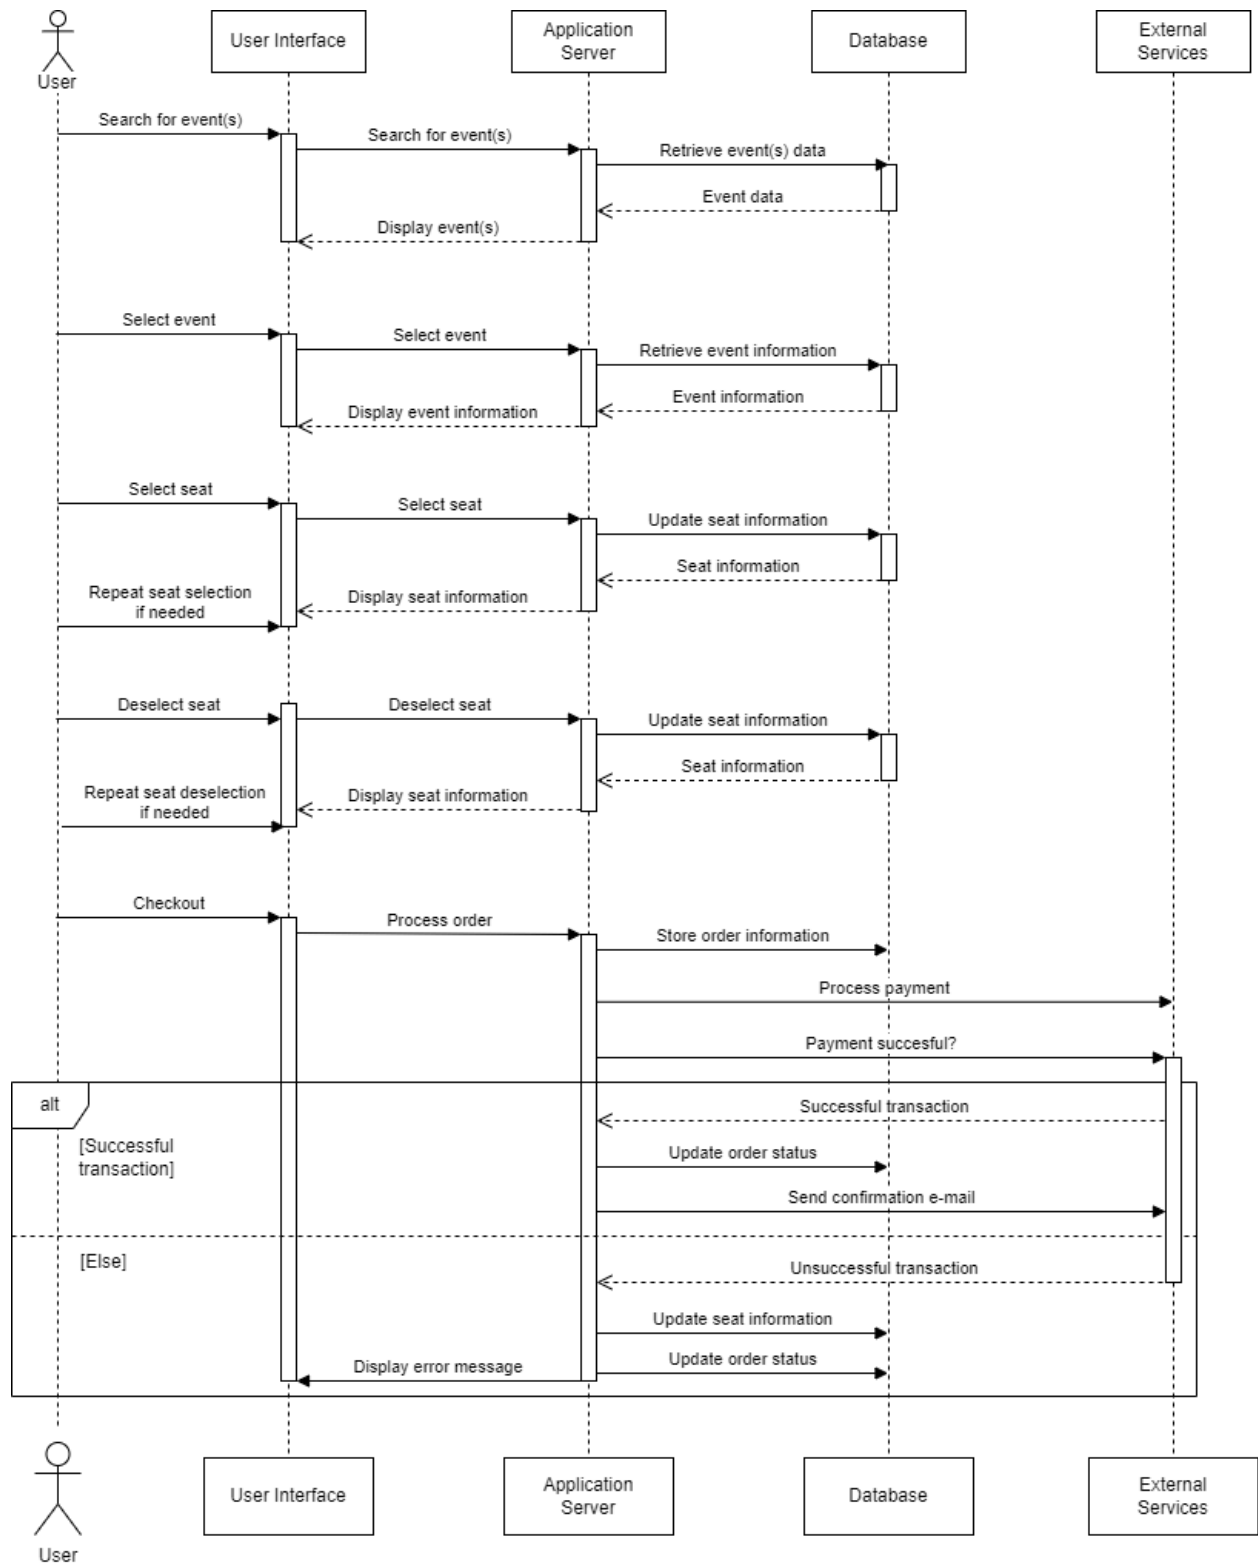 User Interface
Application
Server
Database
External
Services
User
Search for event(s)
Search for event(s)
Retrieve event(s) data
Event data
Display event(s)
Select event
Select event
Retrieve event information
Event information
Display event information
Select seat
Select seat
Update seat information
Seat information
Repeat seat selection
if needed
Display seat information
Deselect seat
Deselect seat
Update seat information
Seat information
Repeat seat deselection
if needed
Display seat information
Checkout
Process order
Store order information
Process payment
Payment succesful?
alt
Successful transaction
[Successful
transaction]
Update order status
Send confirmation e-mail
[Else]
Unsuccessful transaction
Update seat information
Update order status
Display error message
User Interface
Application
Server
Database
External
Services
User